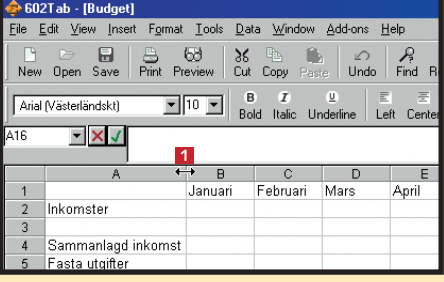 602Tab - [Budget]
File Edit View Insert Format Tools Data Window Add-ons Help
New Open Save Print Preview Cut Copy Paste Undo Find
Arial (Västerländskt) 10 B Bold I Italic U Underline Left Center
A16
1
A B C D E
1 Januari Februari Mars April
2 Inkomster
3
4 Sammanlagd inkomst
5 Fasta utgifter